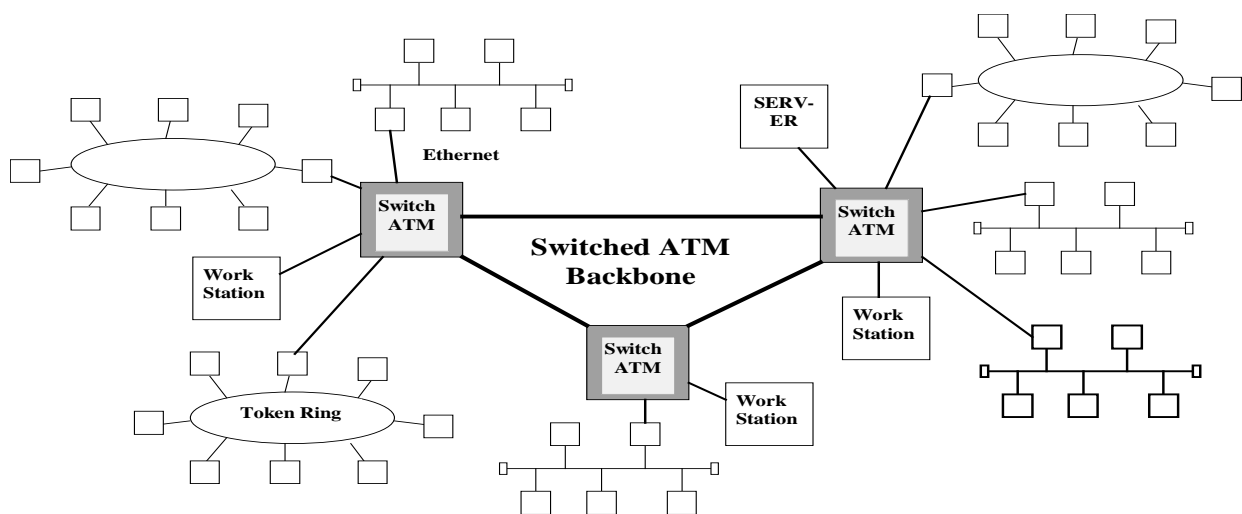 SERV-
ER
Ethernet
Switch
ATM
Switch
ATM
Switched ATM
Backbone
Work
Station
Work
Station
Switch
ATM
Token Ring
Work
Station